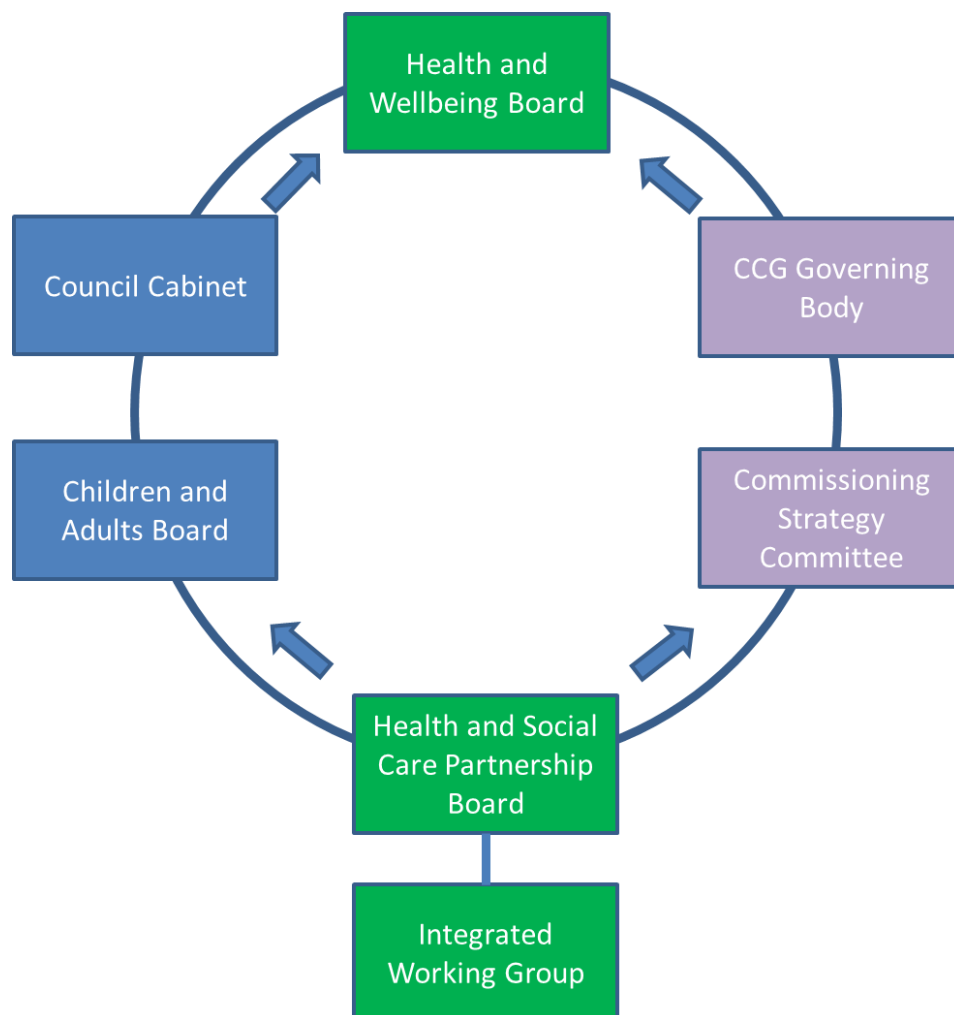 Health and
Wellbeing Board
Council Cabinet
CCG Governing
Body
Children and
Adults Board
Commissioning
Strategy
Committee
Health and Social
Care Partnership
Board
Integrated
Working Group